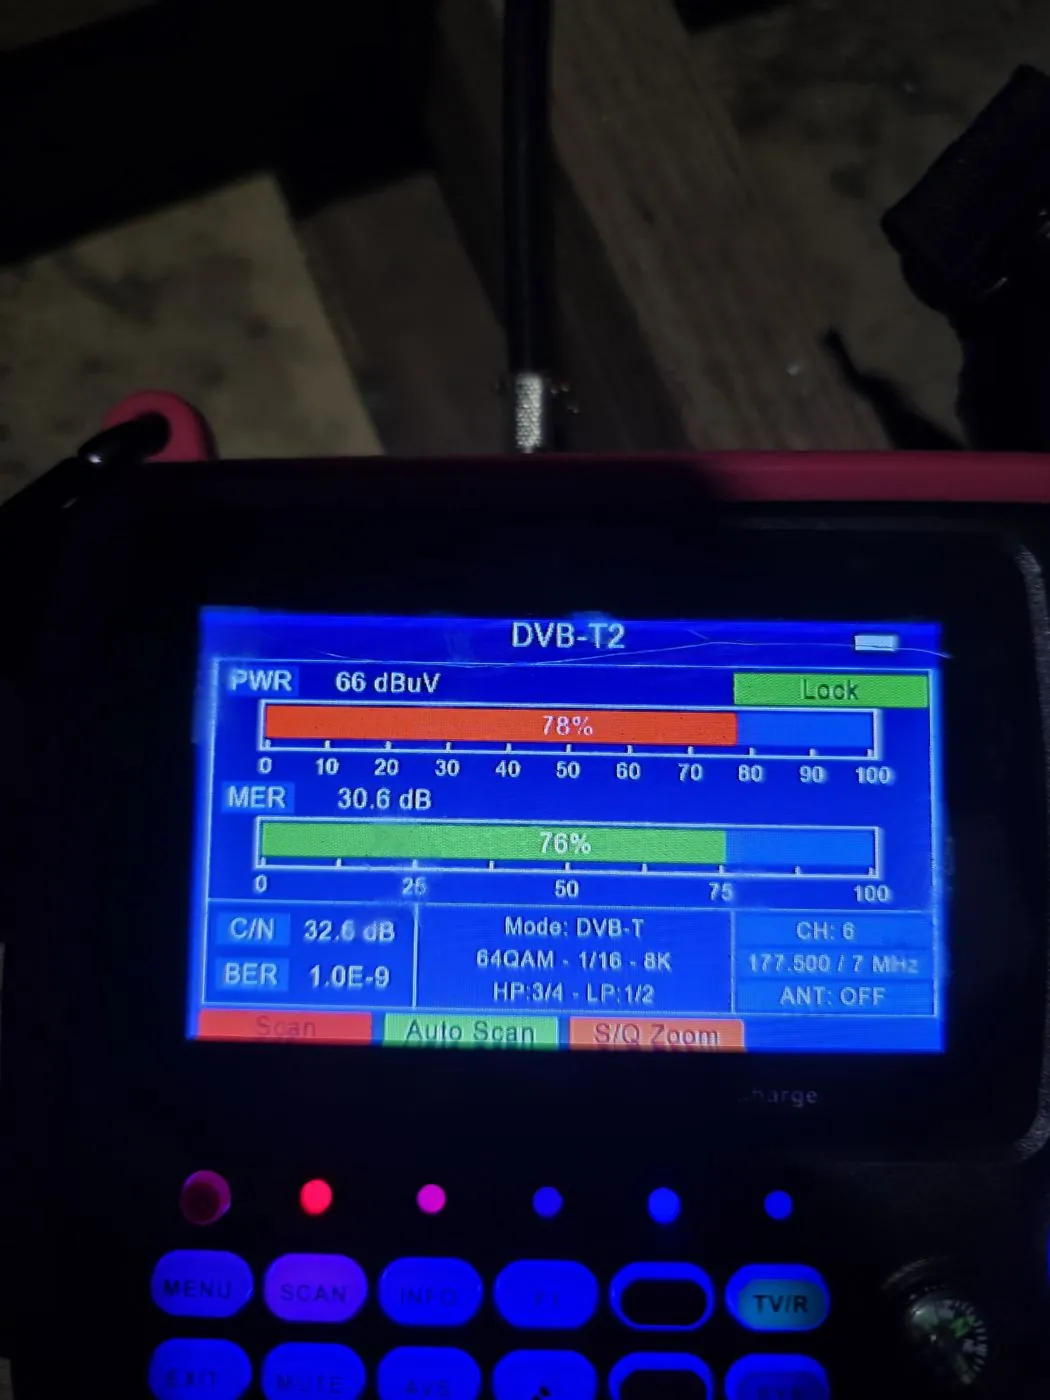 DVB-T2
PWR 66 dBuV Lock
78%
0 10 20 30 40 50 60 70 80 90 100
MER 30.6 dB
76%
0 25 50 75 100
C/N 32.6 dB
BER 1.0E-9
Mode: DVB-T
64QAM - 1/16 - 8K
HP:3/4 - LP:1/2
CH: 6
177.500 / 7 MHz
ANT: OFF
Scan Auto Scan S/Q Zoom
MENU SCAN INFO TV/R
EXIT MUTE